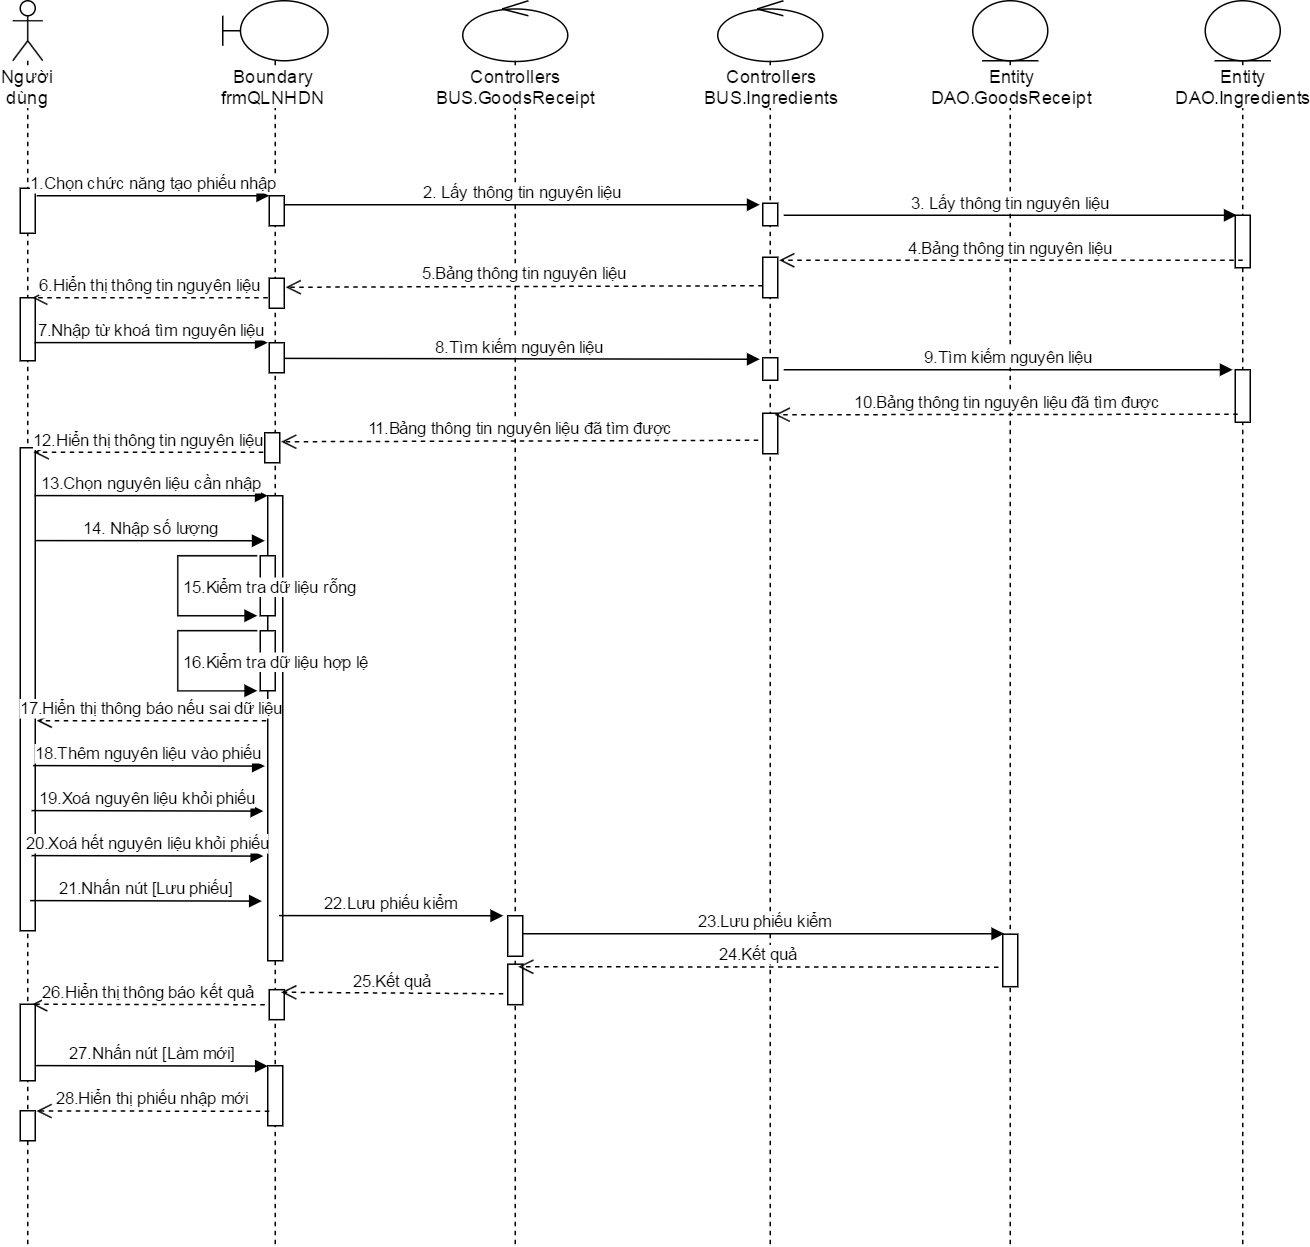 Người
dùng
Boundary
frmQLNHDN
Controllers
BUS.GoodsReceipt
Controllers
BUS.Ingredients
Entity
DAO.GoodsReceipt
Entity
DAO.Ingredients
1.Chọn chức năng tạo phiếu nhập
2. Lấy thông tin nguyên liệu
3. Lấy thông tin nguyên liệu
4.Bảng thông tin nguyên liệu
5.Bảng thông tin nguyên liệu
6.Hiển thị thông tin nguyên liệu
7.Nhập từ khoá tìm nguyên liệu
8.Tìm kiếm nguyên liệu
9.Tìm kiếm nguyên liệu
10.Bảng thông tin nguyên liệu đã tìm được
11.Bảng thông tin nguyên liệu đã tìm được
12.Hiển thị thông tin nguyên liệu
13.Chọn nguyên liệu cần nhập
14. Nhập số lượng
15.Kiểm tra dữ liệu rỗng
16.Kiểm tra dữ liệu hợp lệ
17.Hiển thị thông báo nếu sai dữ liệu
18.Thêm nguyên liệu vào phiếu
19.Xoá nguyên liệu khỏi phiếu
20.Xoá hết nguyên liệu khỏi phiếu
21.Nhấn nút [Lưu phiếu]
22.Lưu phiếu kiểm
23.Lưu phiếu kiểm
24.Kết quả
25.Kết quả
26.Hiển thị thông báo kết quả
27.Nhấn nút [Làm mới]
28.Hiển thị phiếu nhập mới